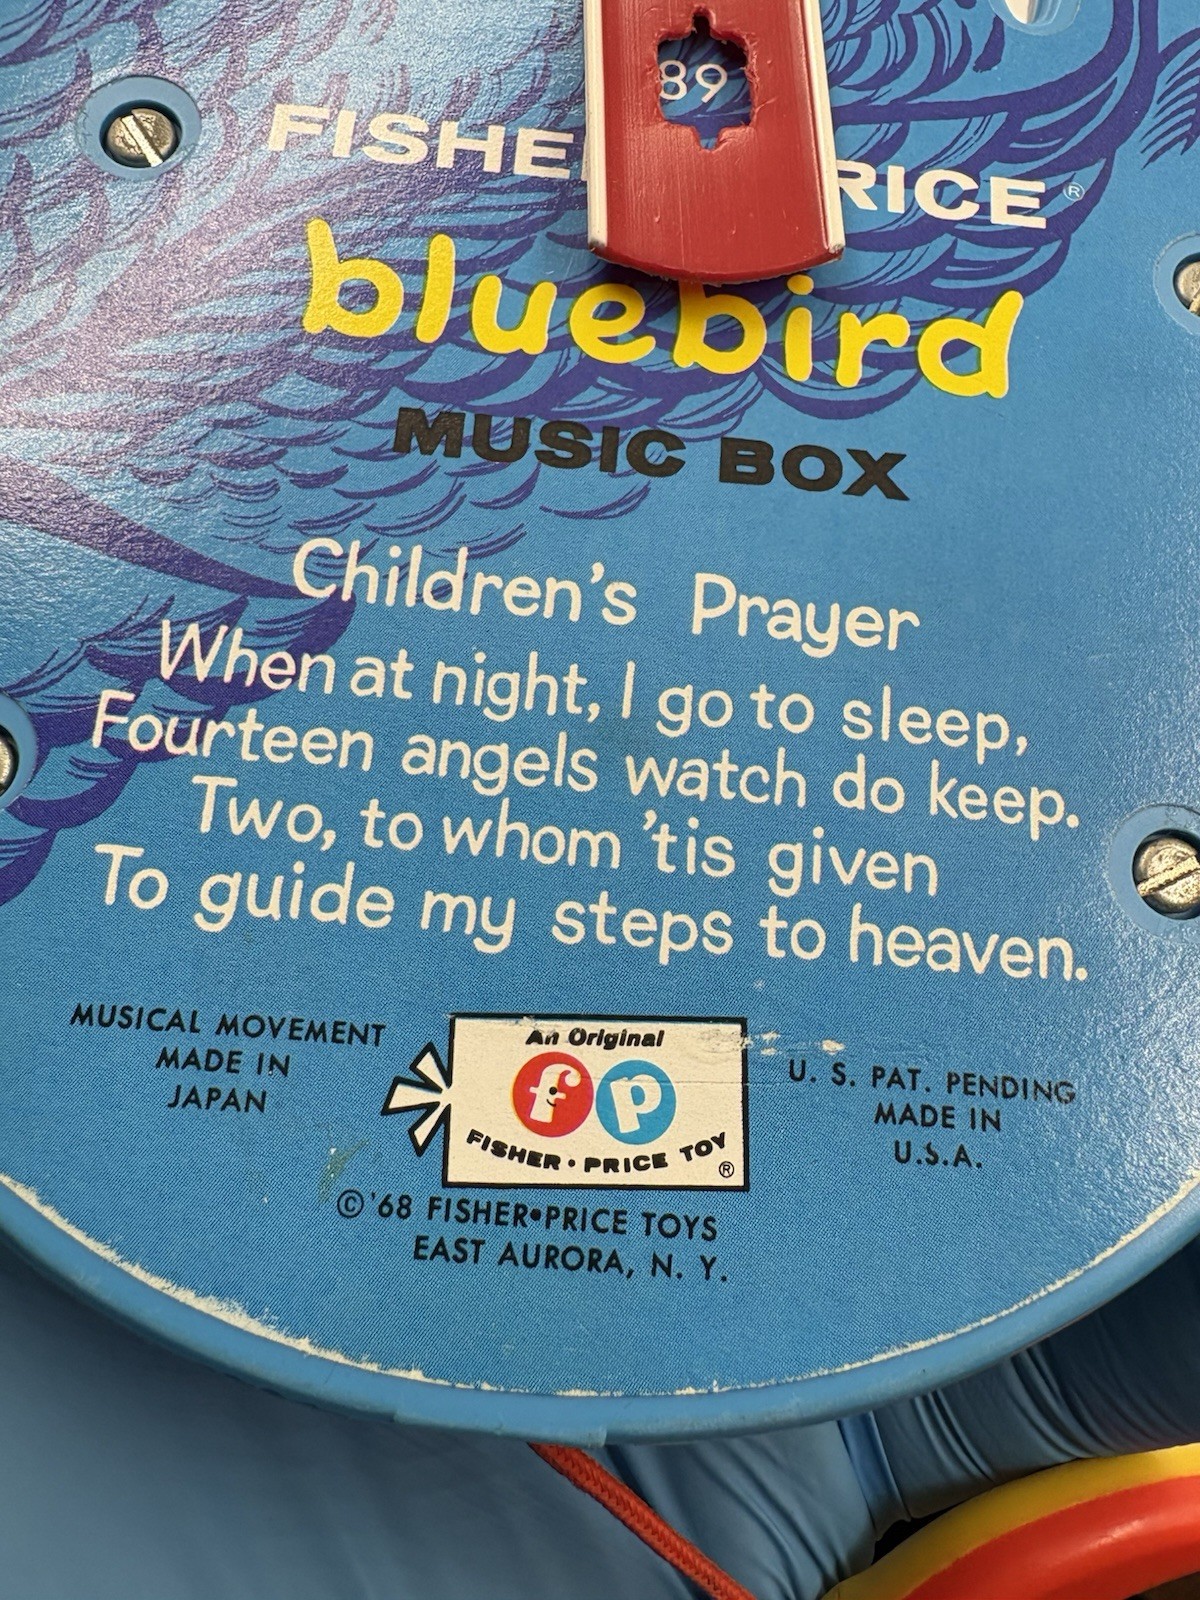 89
FISHE RICE ®
bluebird
MUSIC BOX
Children's Prayer
When at night, I go to sleep,
Fourteen angels watch do keep.
Two, to whom 'tis given
To guide my steps to heaven.
MUSICAL MOVEMENT
MADE IN
JAPAN
An Original
fp
FISHER•PRICE TOY
®
U. S. PAT. PENDING
MADE IN
U.S.A.
© '68 FISHER•PRICE TOYS
EAST AURORA, N. Y.